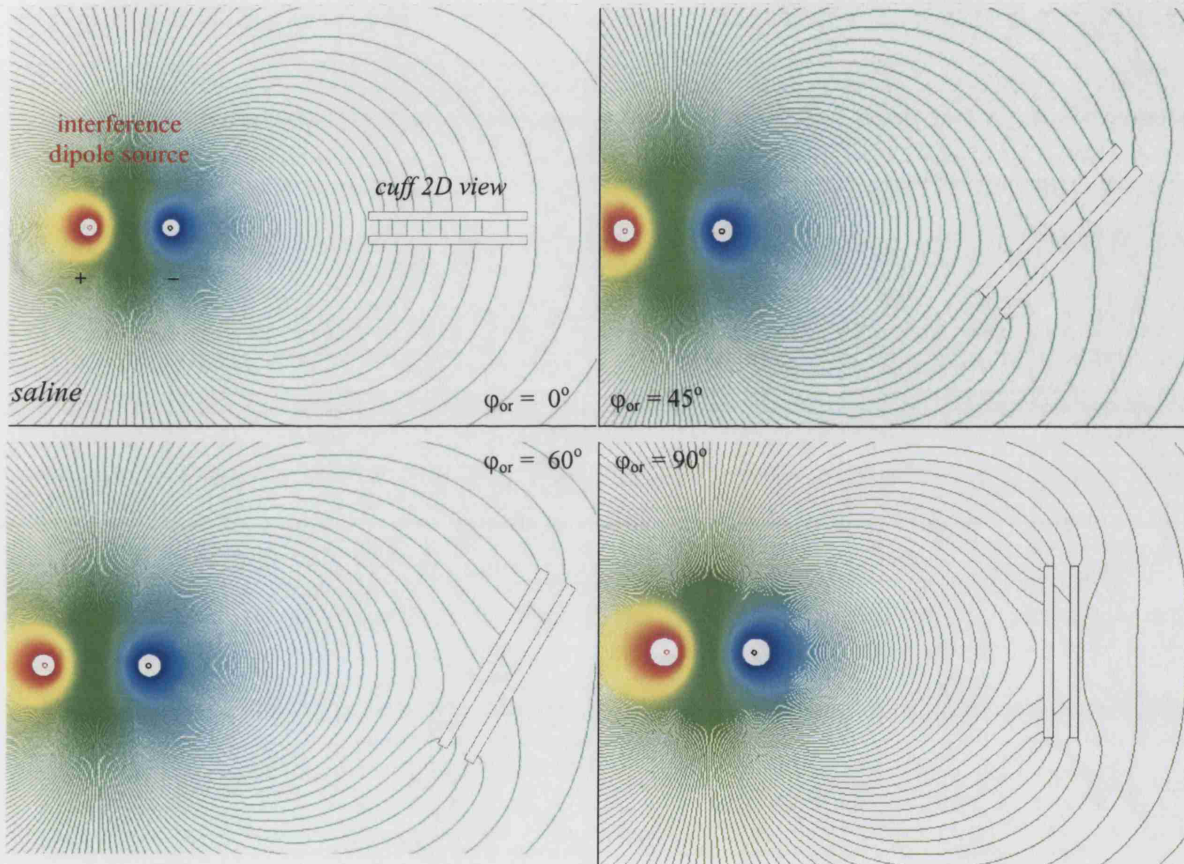 interference
dipole source
cuff 2D view
+ −
saline
φor = 0°
φor = 45°
φor = 60°
φor = 90°